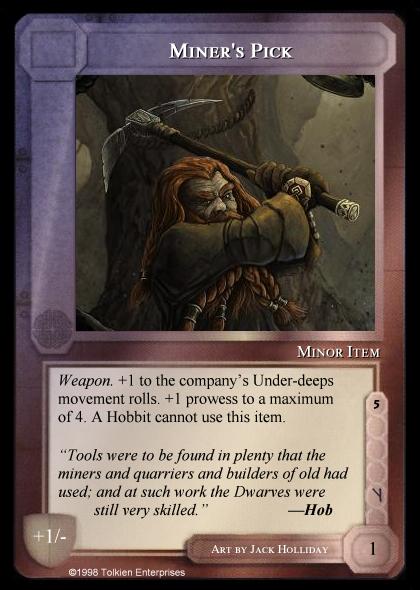 Miner's Pick
Minor Item
Weapon. +1 to the company's Under-deeps
movement rolls. +1 prowess to a maximum
of 4. A Hobbit cannot use this item.
5
"Tools were to be found in plenty that the
miners and quarriers and builders of old had
used; and at such work the Dwarves were
still very skilled." —Hob
+1/-
Art by Jack Holliday
1
©1998 Tolkien Enterprises